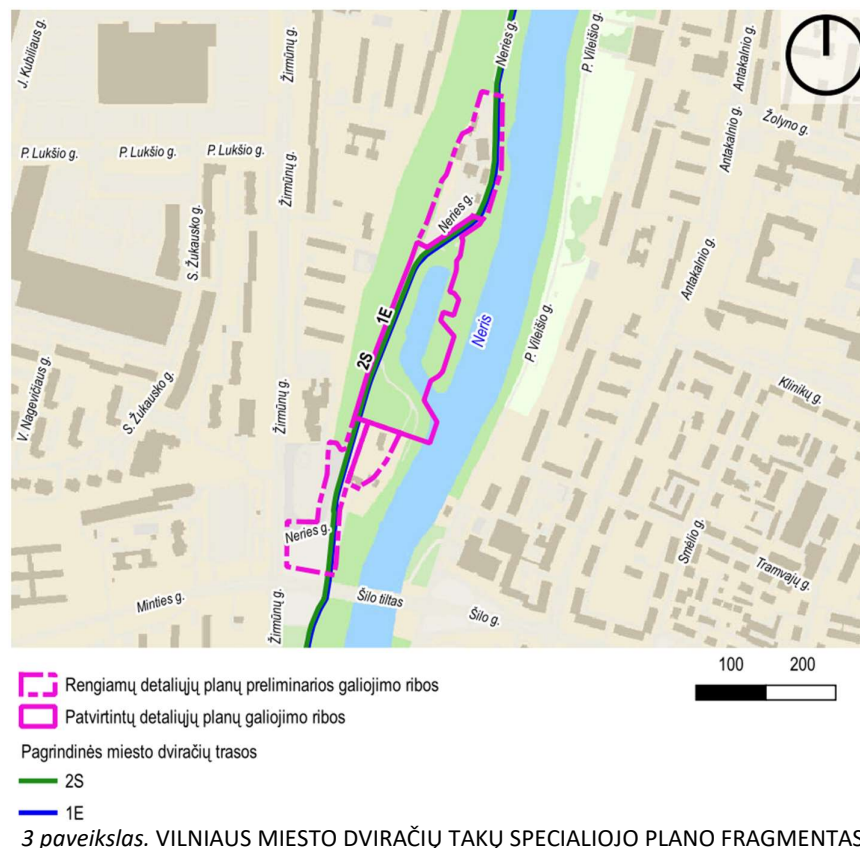 J. Kubiliaus g.
Žirmūnų g.
Neries g.
P. Vileišio g.
Antakalnio g.
Antakalnio g.
Žolyno g.
P. Lukšio g.
P. Lukšio g.
P. Lukšio g.
Žirmūnų g.
S. Žukausko g.
Neries g.
Antakalnio g.
1E
2S
Neris
P. Vileišio g.
V. Nagevičiaus g.
S. Žukausko g.
Žirmūnų g.
Klinikų g.
Neries g.
Smėlio g.
Tramvajų g.
Minties g.
Žirmūnų g.
Šilo tiltas
Šilo g.
Rengiamų detaliųjų planų preliminarios galiojimo ribos
100 200
Patvirtintų detaliųjų planų galiojimo ribos
Pagrindinės miesto dviračių trasos
2S
1E
3 paveikslas. VILNIAUS MIESTO DVIRAČIŲ TAKŲ SPECIALIOJO PLANO FRAGMENTAS